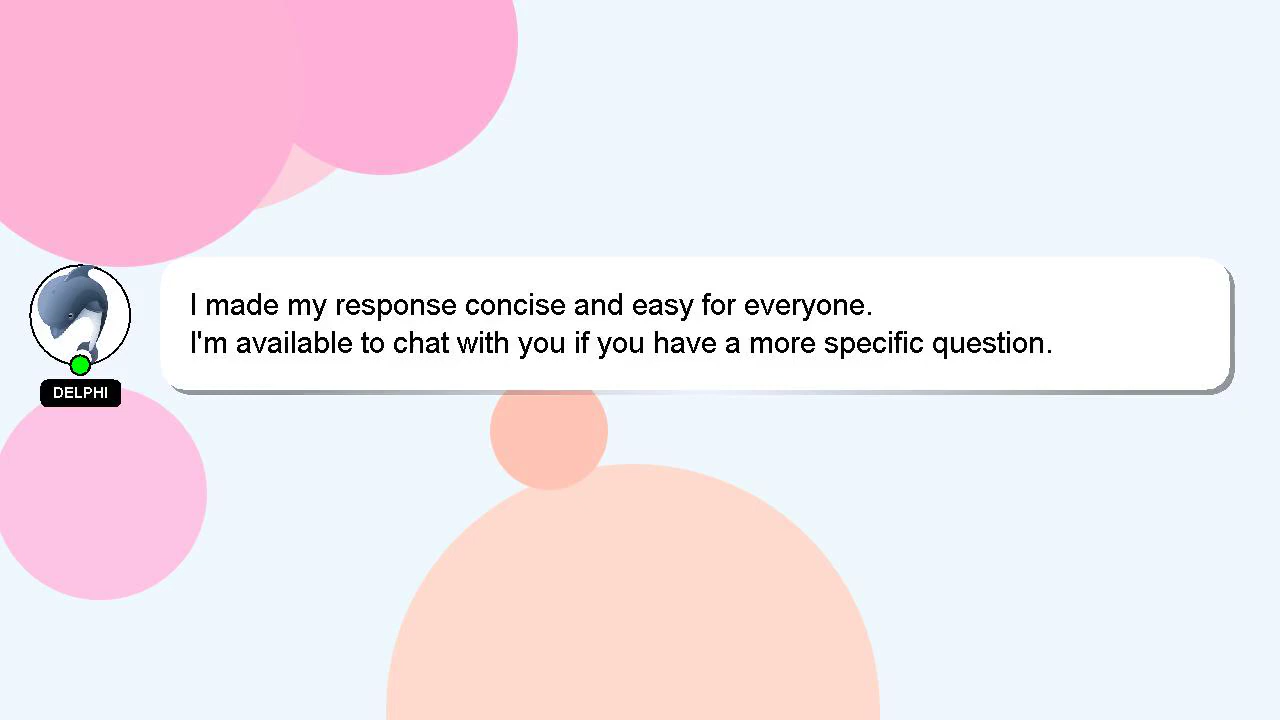 I made my response concise and easy for everyone.
I'm available to chat with you if you have a more specific question.
DELPHI